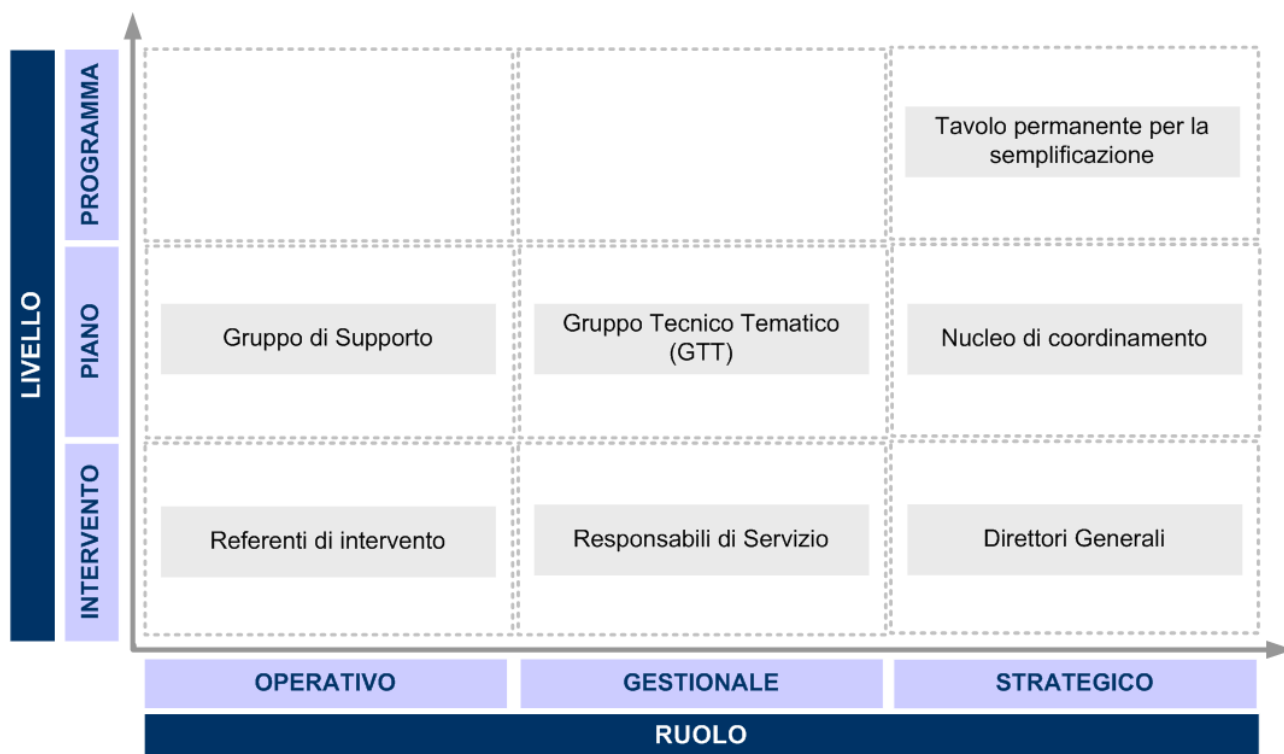 LIVELLO
PROGRAMMA
Tavolo permanente per la
semplificazione
PIANO
Gruppo di Supporto
Gruppo Tecnico Tematico
(GTT)
Nucleo di coordinamento
INTERVENTO
Referenti di intervento
Responsabili di Servizio
Direttori Generali
OPERATIVO
GESTIONALE
STRATEGICO
RUOLO